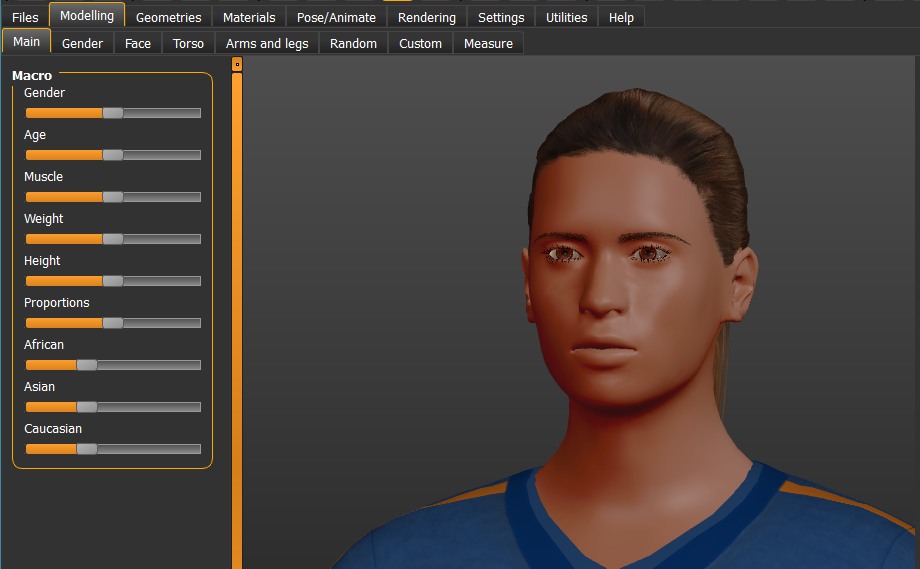 Files Modelling Geometries Materials Pose/Animate Rendering Settings Utilities Help
Main Gender Face Torso Arms and legs Random Custom Measure
Macro
Gender
Age
Muscle
Weight
Height
Proportions
African
Asian
Caucasian